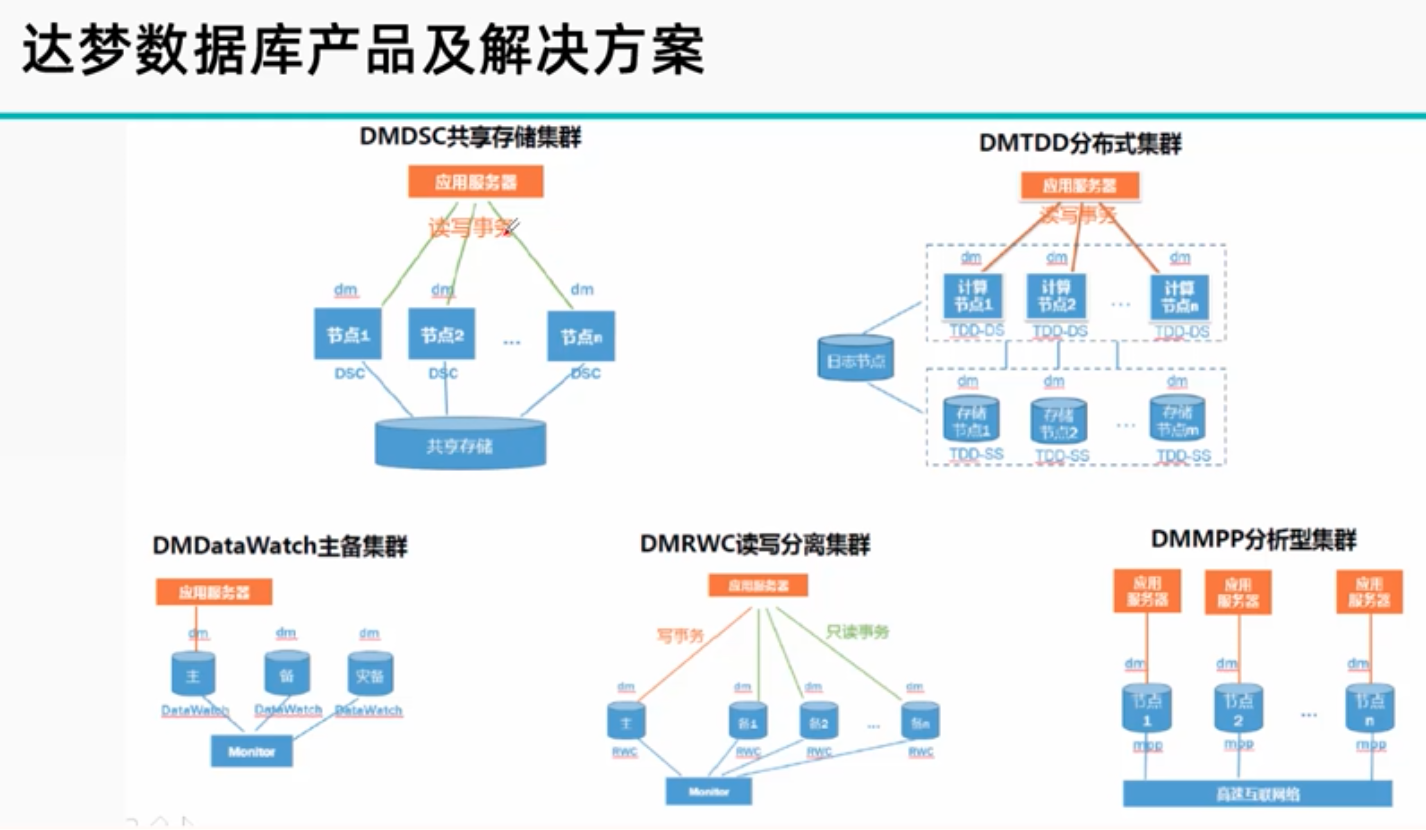 达梦数据库产品及解决方案
DMDSC共享存储集群
应用服务器
读写事务
dm dm dm
节点1 节点2 ... 节点n
DSC DSC DSC
共享存储
DMTDD分布式集群
应用服务器
读写事务
dm dm dm
计算
节点1
计算
节点2
...
计算
节点n
TDD-DS TDD-DS TDD-DS
日志节点
dm dm dm
存储
节点1
存储
节点2
...
存储
节点m
TDD-SS TDD-SS TDD-SS
DMDataWatch主备集群
应用服务器
dm dm dm
主 备 灾备
DataWatch DataWatch DataWatch
Monitor
DMRWC读写分离集群
应用服务器
写事务 只读事务
dm dm dm dm
主 备1 备2 ... 备n
RWC RWC RWC RWC
Monitor
DMMPP分析型集群
应用
服务器
应用
服务器
应用
服务器
dm dm dm
节点
1
节点
2
...
节点
n
mpp mpp mpp
高速互联网络